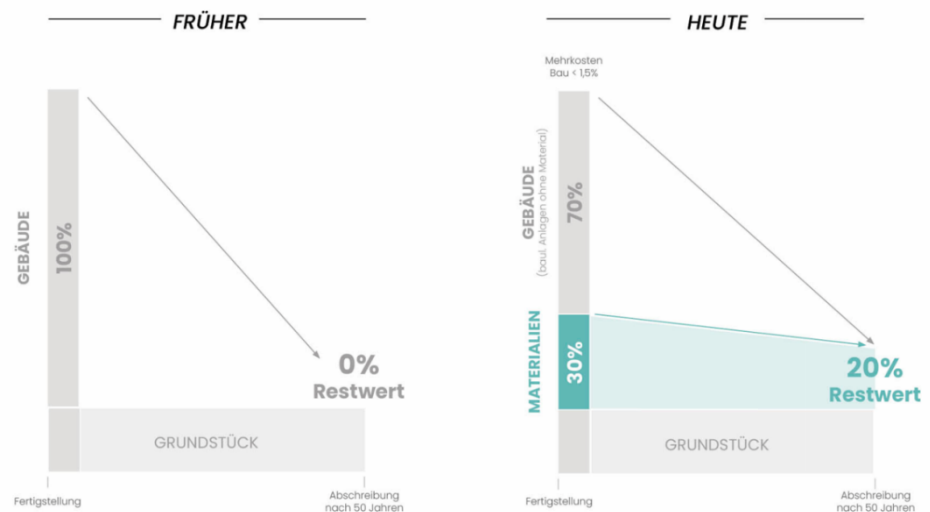 FRÜHER
GEBÄUDE
100%
0%
Restwert
GRUNDSTÜCK
Fertigstellung
Abschreibung
nach 50 Jahren
HEUTE
Mehrkosten
Bau < 1,5%
GEBÄUDE
(baul. Anlagen ohne Material)
70%
MATERIALIEN
30%
20%
Restwert
GRUNDSTÜCK
Fertigstellung
Abschreibung
nach 50 Jahren